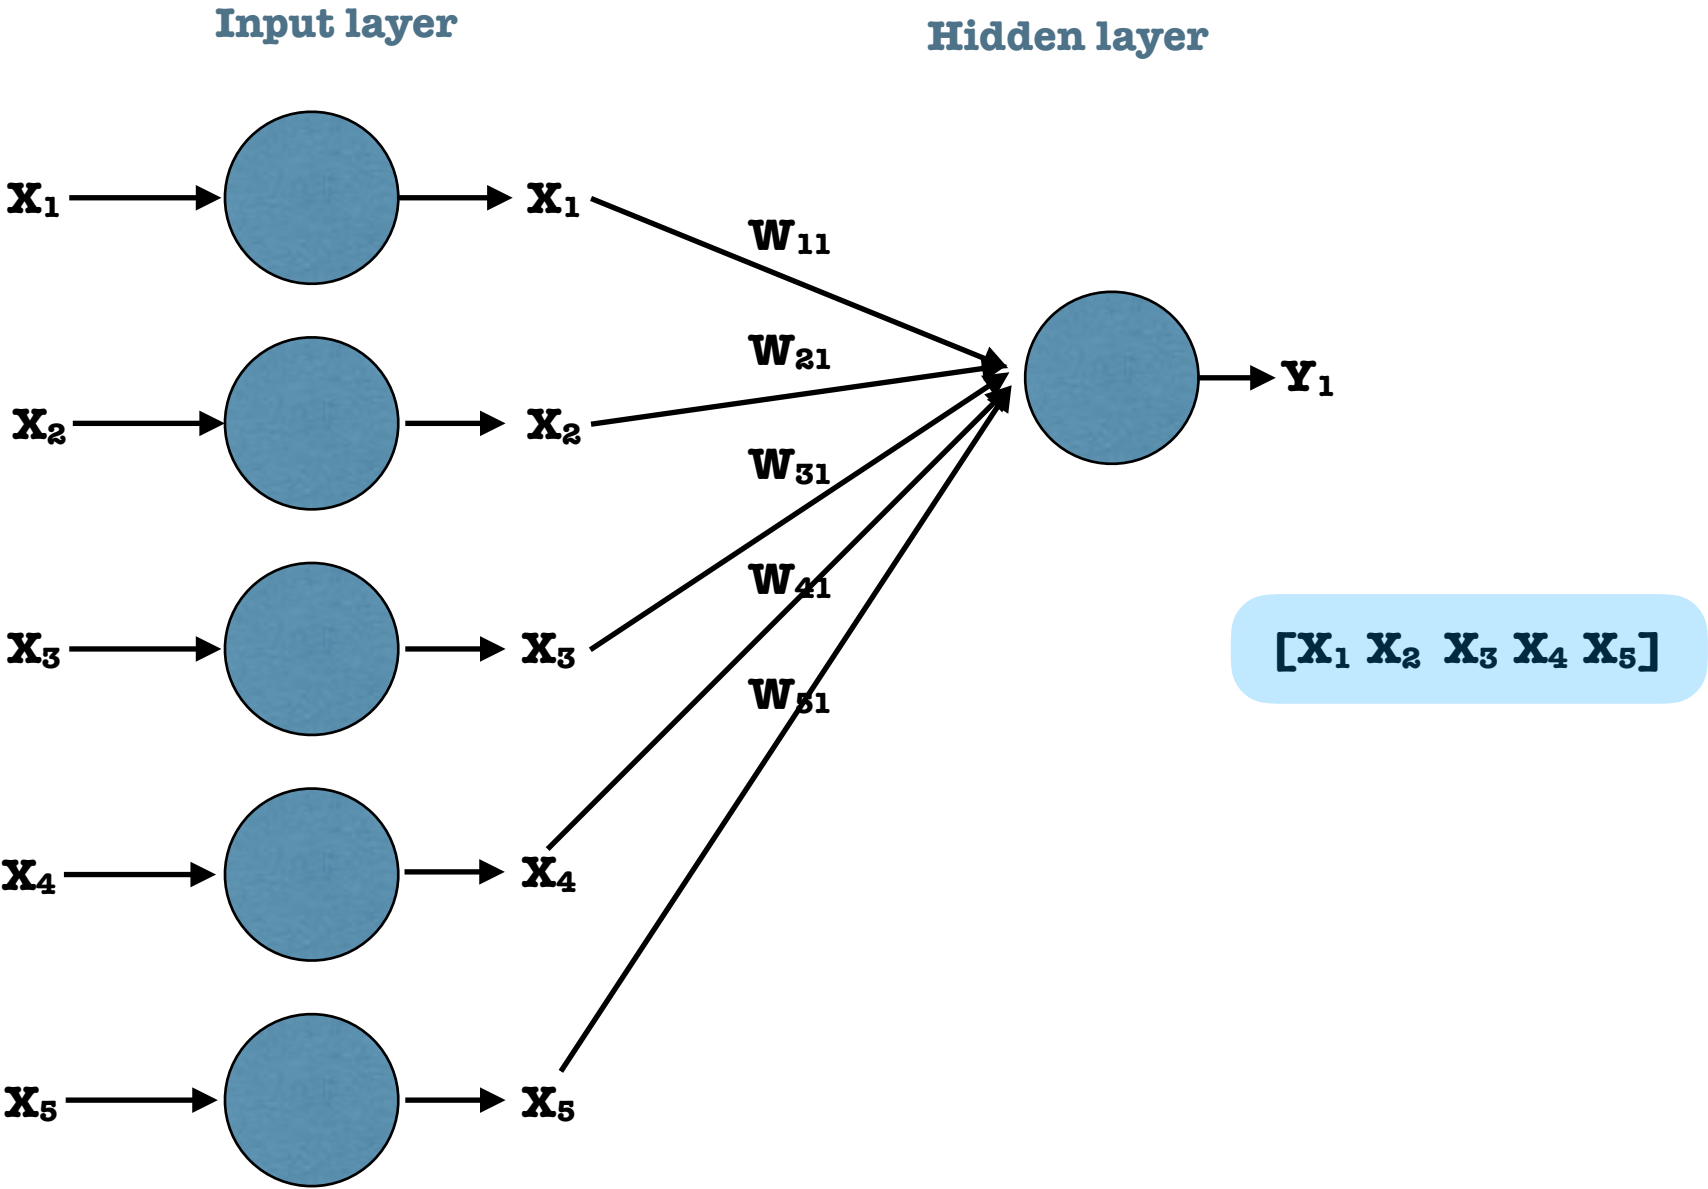 Input layer
Hidden layer
X₁ X₁
W₁₁
W₂₁
Y₁
X₂ X₂
W₃₁
W₄₁
X₃ X₃
[X₁ X₂ X₃ X₄ X₅]
W₅₁
X₄ X₄
X₅ X₅